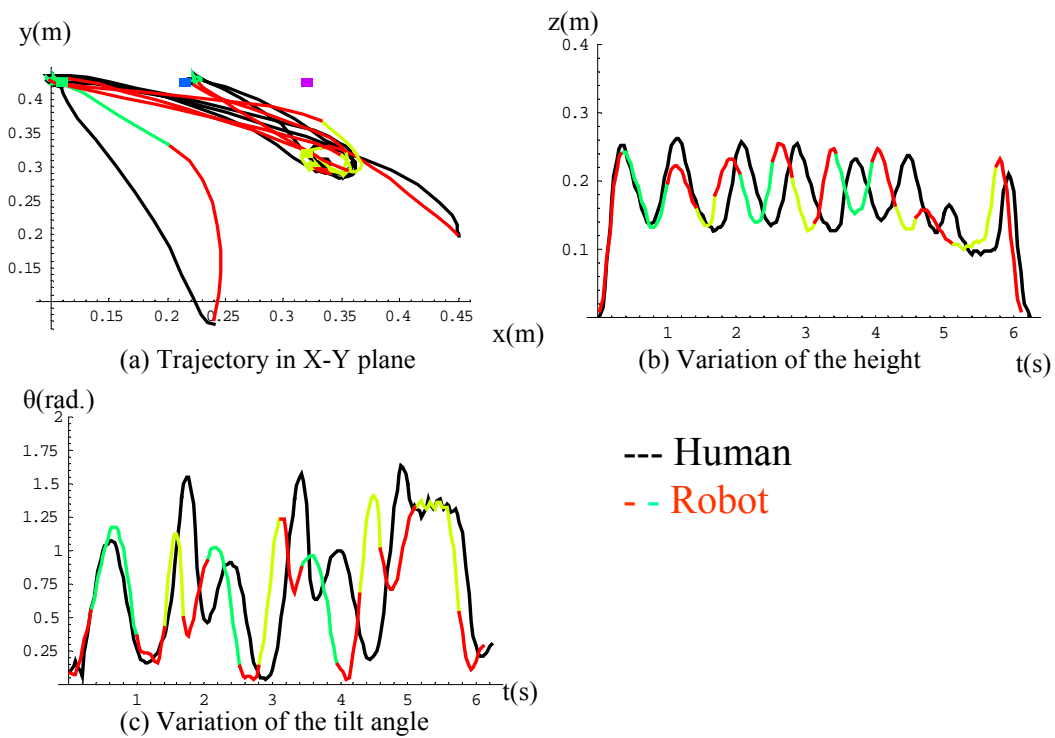 y(m)
0.4
0.35
0.3
0.25
0.2
0.15
0.15 0.2 0.25 0.3 0.35 0.4 0.45
x(m)
(a) Trajectory in X-Y plane
z(m)
0.4
0.3
0.2
0.1
1 2 3 4 5 6
(b) Variation of the height
t(s)
θ(rad.)
2
1.75
1.5
1.25
1
0.75
0.5
0.25
1 2 3 4 5 6
t(s)
(c) Variation of the tilt angle
--- Human
- - Robot